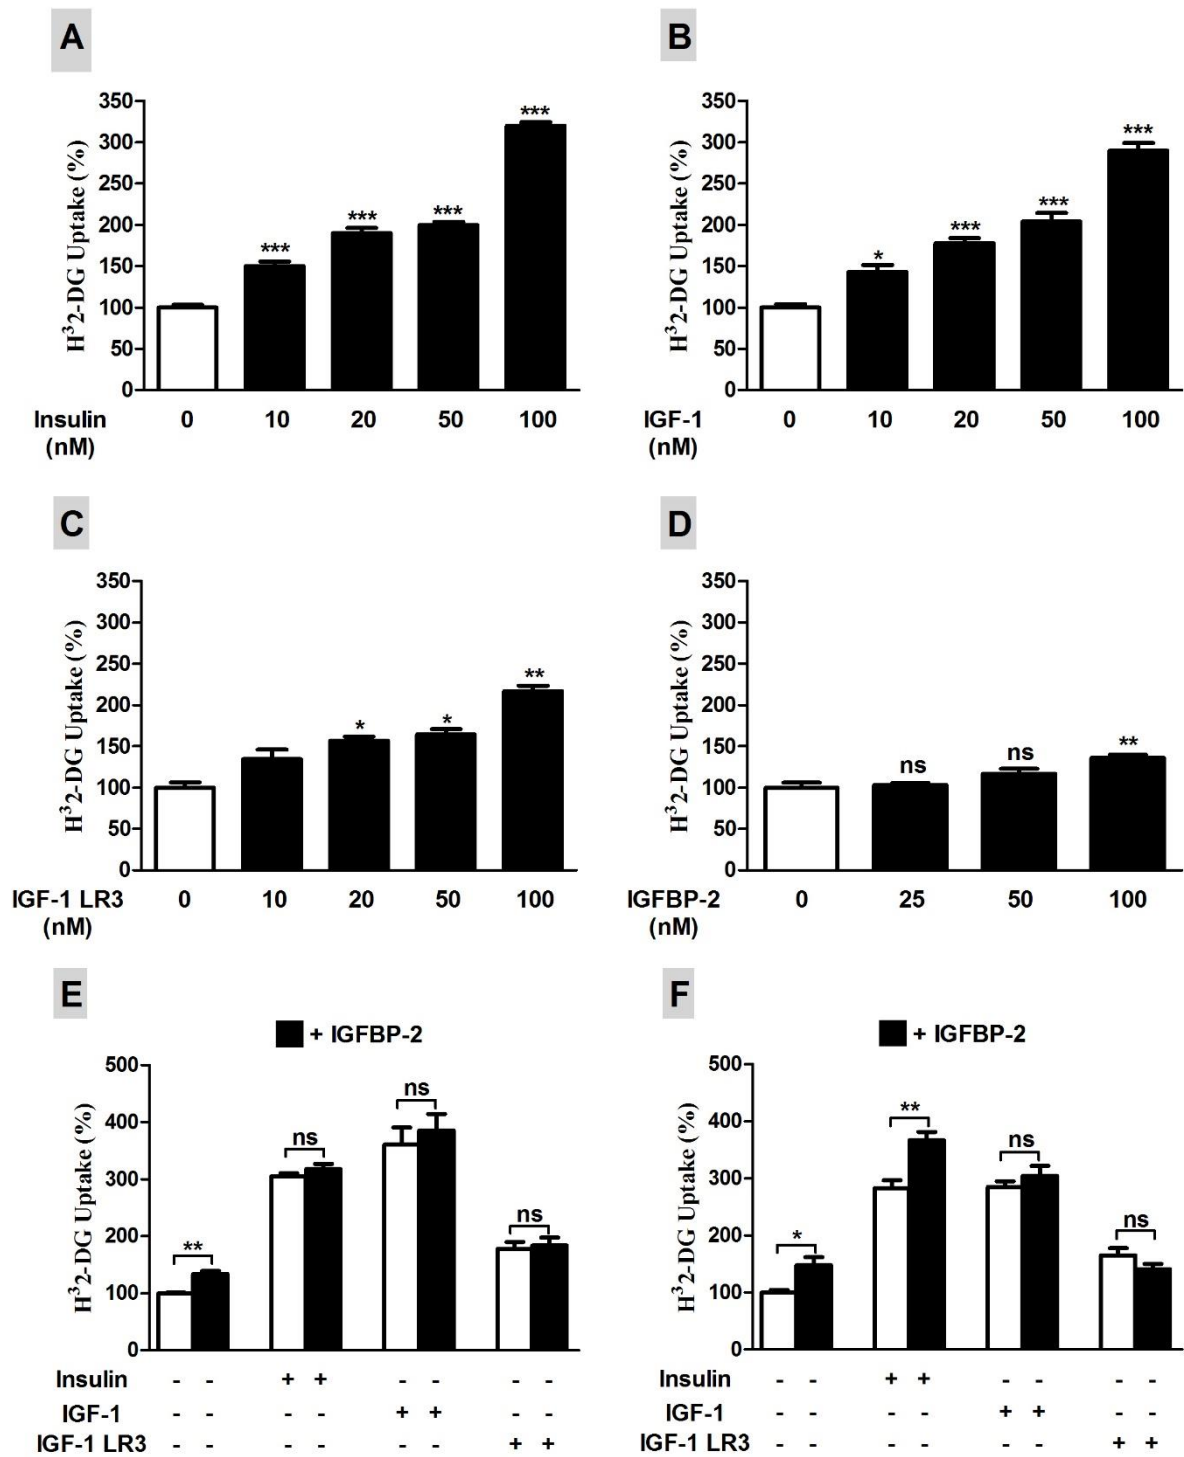 A
H³2-DG Uptake (%)
350
300
250
200
150
100
50
0
***
***
***
***
Insulin (nM)
0 10 20 50 100
B
H³2-DG Uptake (%)
350
300
250
200
150
100
50
0
*
***
***
***
IGF-1 (nM)
0 10 20 50 100
C
H³2-DG Uptake (%)
350
300
250
200
150
100
50
0
*
*
**
IGF-1 LR3 (nM)
0 10 20 50 100
D
H³2-DG Uptake (%)
350
300
250
200
150
100
50
0
ns
ns
**
IGFBP-2 (nM)
0 25 50 100
E
+ IGFBP-2
H³2-DG Uptake (%)
500
400
300
200
100
0
**
ns
ns
ns
Insulin - - + + - - - -
IGF-1 - - - - + + - -
IGF-1 LR3 - - - - - - + +
F
+ IGFBP-2
H³2-DG Uptake (%)
500
400
300
200
100
0
*
**
ns
ns
Insulin - - + + - - - -
IGF-1 - - - - + + - -
IGF-1 LR3 - - - - - - + +